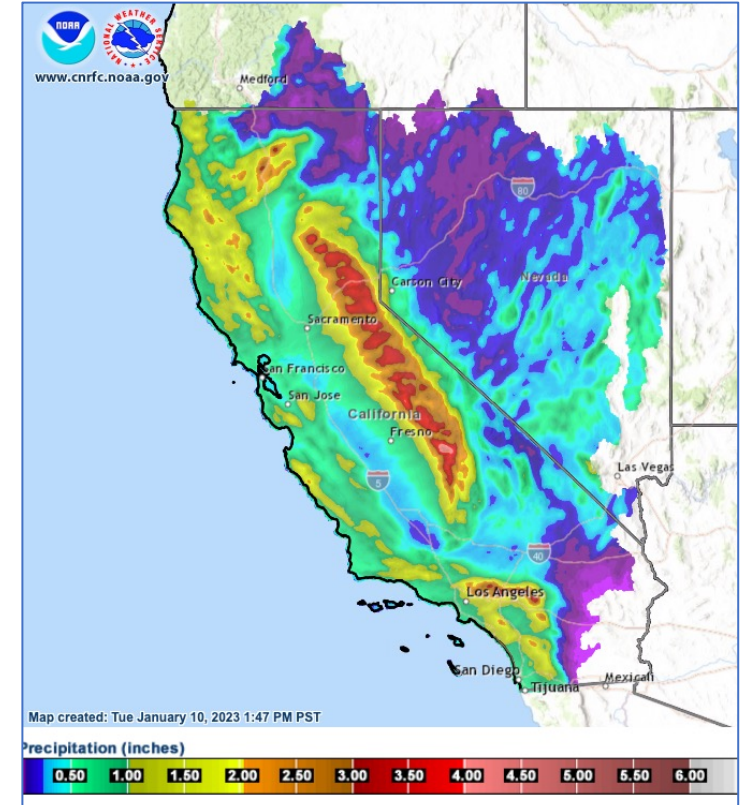 NOAA
NATIONAL WEATHER SERVICE
www.cnrfc.noaa.gov
Medford
80
Nevada
Carson City
Sacramento
San Francisco
San Jose
California
Fresno
Las Vegas
5
40
Los Angeles
San Diego
Mexicali
Tijuana
Map created: Tue January 10, 2023 1:47 PM PST
Precipitation (inches)
0.50 1.00 1.50 2.00 2.50 3.00 3.50 4.00 4.50 5.00 5.50 6.00